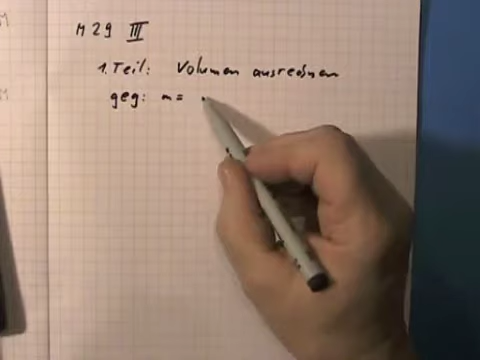 M 29 III
1. Teil: Volumen ausrechnen
geg: m =